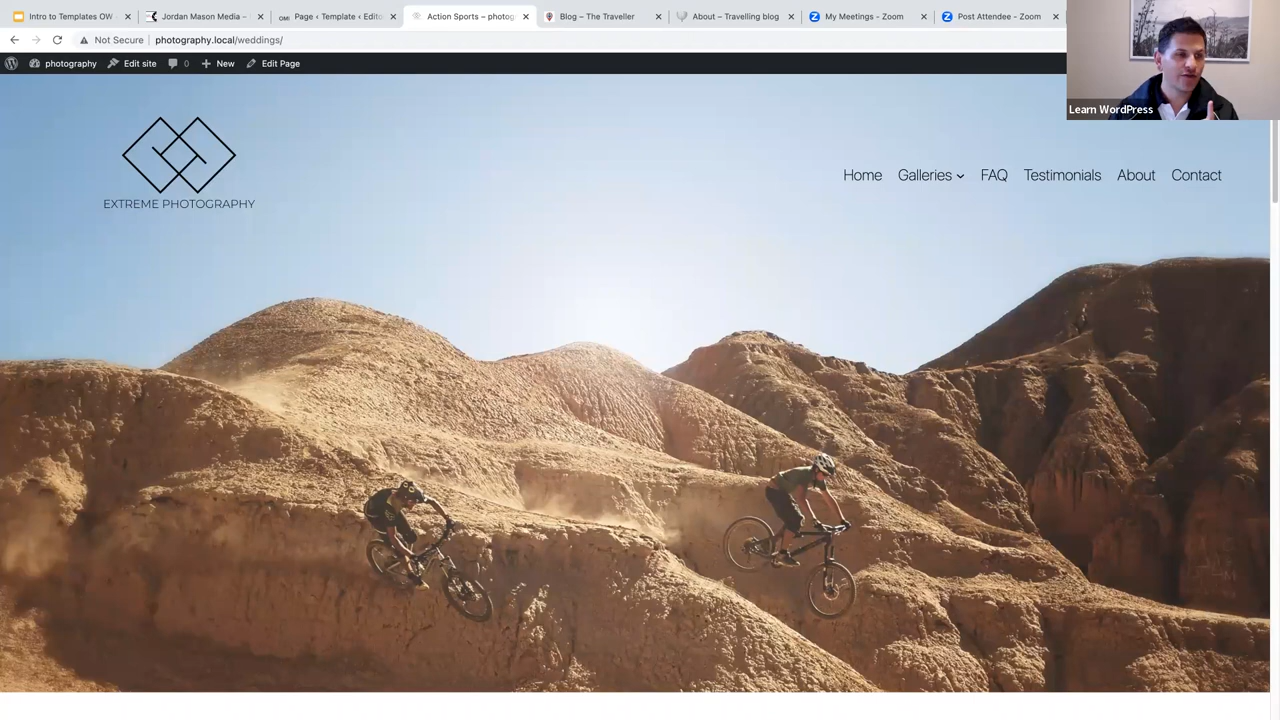 Intro to Templates OW
Jordan Mason Media –
OMI Page ‹ Template ‹ Edito
Action Sports – photog
Blog – The Traveller
About – Travelling blog
My Meetings - Zoom
Post Attendee - Zoom
Not Secure photography.local/weddings/
photography Edit site 0 New Edit Page
Learn WordPress
Home Galleries FAQ Testimonials About Contact
EXTREME PHOTOGRAPHY